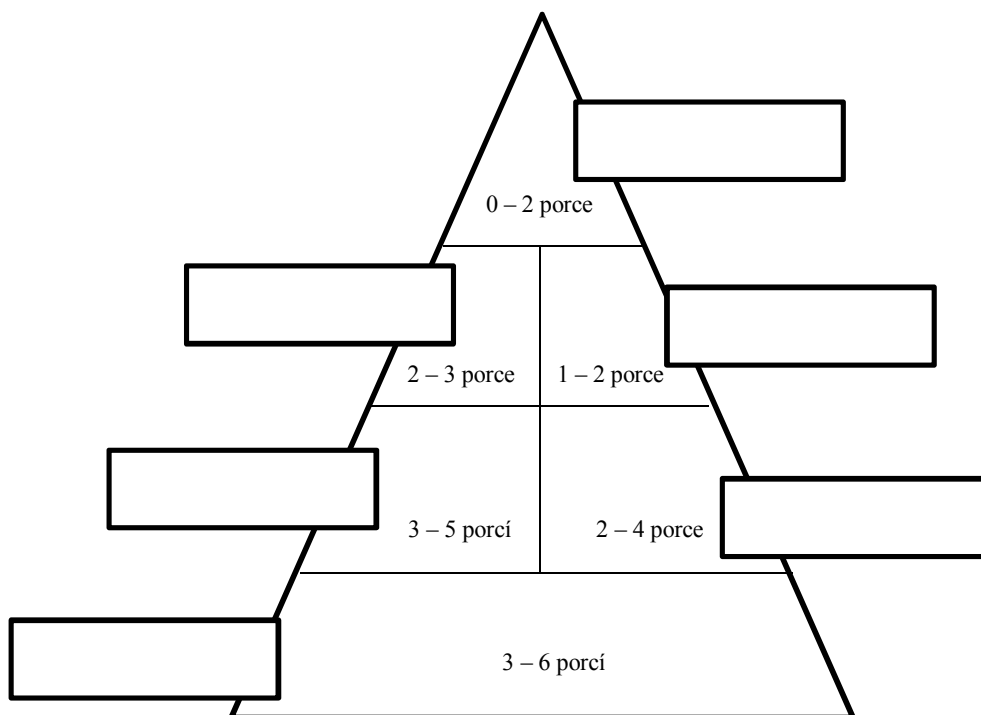 0 – 2 porce
2 – 3 porce
1 – 2 porce
3 – 5 porcí
2 – 4 porce
3 – 6 porcí